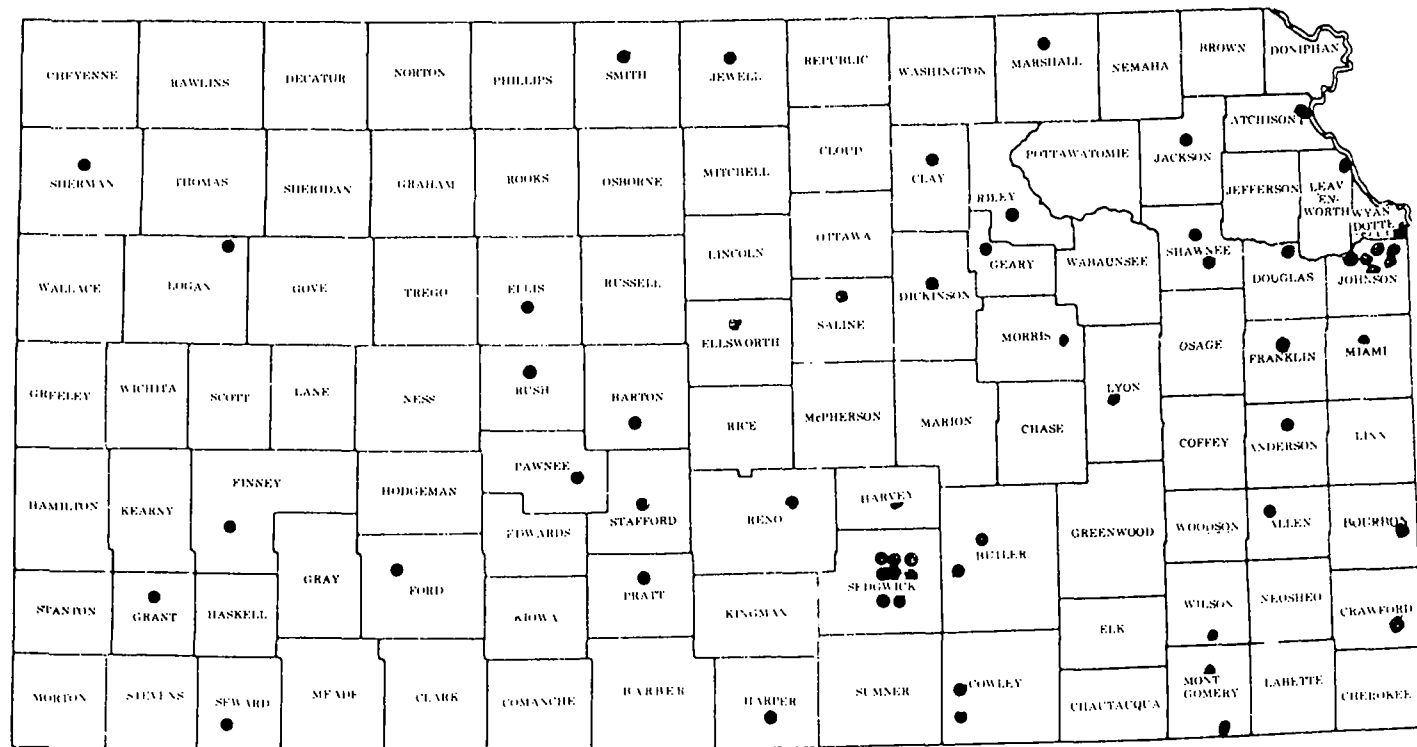 CHEYENNE
RAWLINS
DECATUR
NORTON
PHILLIPS
SMITH
JEWELL
REPUBLIC
WASHINGTON
MARSHALL
NEMAHA
BROWN
DONIPHAN
ATCHISON
SHERMAN
THOMAS
SHERIDAN
GRAHAM
ROOKS
OSBORNE
MITCHELL
CLOUD
CLAY
RILEY
POTTAWATOMIE
JACKSON
JEFFERSON
LEAV
EN-
WORTH
WYAN
DOTTE
WALLACE
LOGAN
GOVE
TREGO
ELLIS
RUSSELL
LINCOLN
OTTAWA
DICKINSON
GEARY
WABAUNSEE
SHAWNEE
DOUGLAS
JOHNSON
ELLSWORTH
SALINE
MORRIS
OSAGE
FRANKLIN
MIAMI
GREELEY
WICHITA
SCOTT
LANE
NESS
RUSH
BARTON
RICE
McPHERSON
MARION
CHASE
LYON
COFFEY
ANDERSON
LINN
HAMILTON
KEARNY
FINNEY
HODGEMAN
PAWNEE
EDWARDS
STAFFORD
RENO
HARVEY
BUTLER
GREENWOOD
WOODSON
ALLEN
BOURBON
STANTON
GRANT
HASKELL
GRAY
FORD
KIOWA
PRATT
KINGMAN
SEDGWICK
ELK
WILSON
NEOSHEO
CRAWFORD
MORTON
STEVENS
SEWARD
MEADE
CLARK
COMANCHE
BARBER
HARPER
SUMNER
COWLEY
CHAUTAUQUA
MONT
GOMERY
LABETTE
CHEROKEE